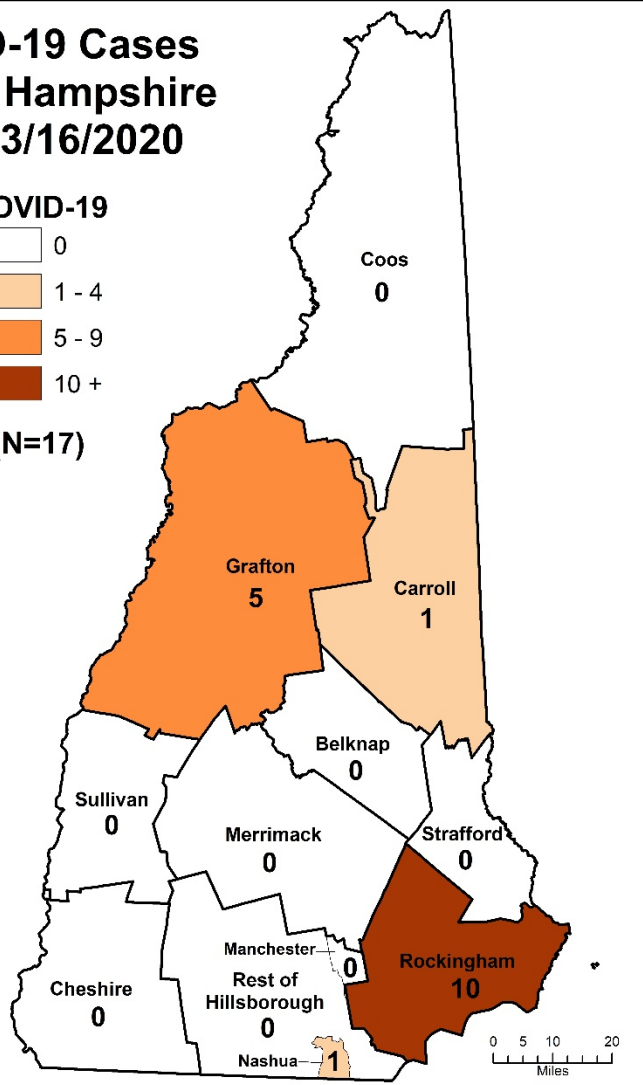 D-19 Cases
Hampshire
3/16/2020
OVID-19
0
1 - 4
5 - 9
10 +
(N=17)
Coos
0
Grafton
5
Carroll
1
Belknap
0
Sullivan
0
Merrimack
0
Strafford
0
Manchester
0
Rockingham
10
Cheshire
0
Rest of
Hillsborough
0
Nashua
1
0 5 10 20
Miles